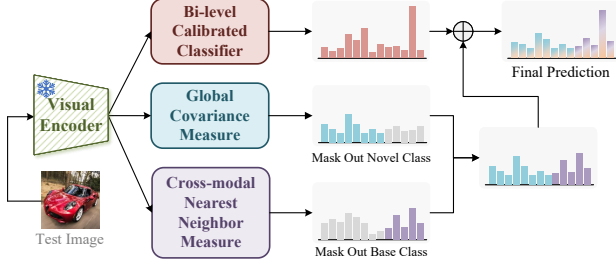 Bi-level
Calibrated
Classifier
Final Prediction
Visual
Encoder
Global
Covariance
Measure
Mask Out Novel Class
Cross-modal
Nearest
Neighbor
Measure
Test Image
Mask Out Base Class